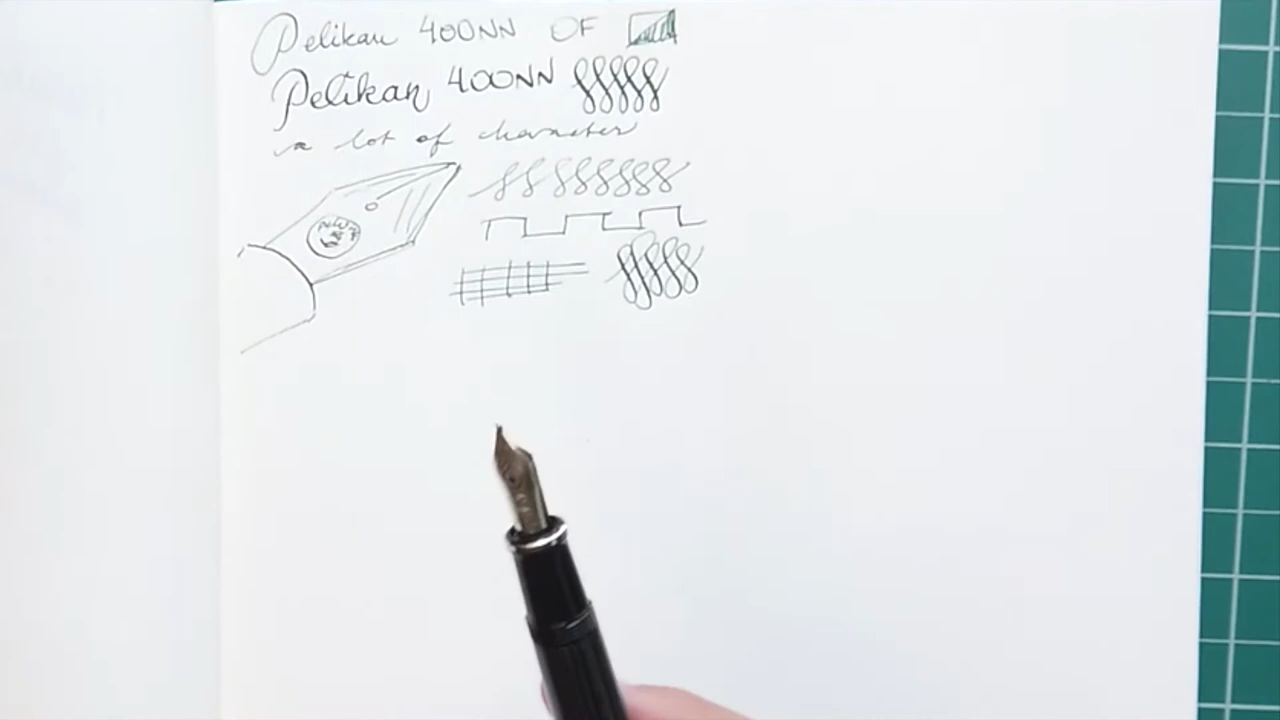 Pelikan 400NN OF
Pelikan 400NN
a lot of character